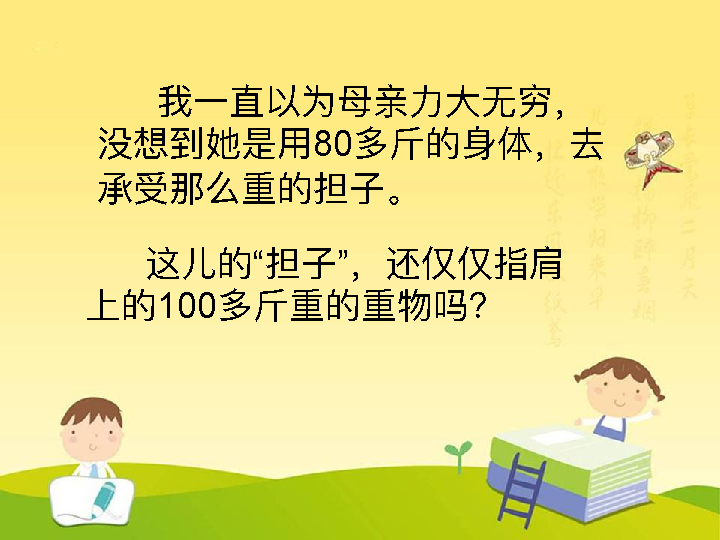 我一直以为母亲力大无穷，
没想到她是用80多斤的身体，去
承受那么重的担子。
这儿的“担子”，还仅仅指肩
上的100多斤重的重物吗？